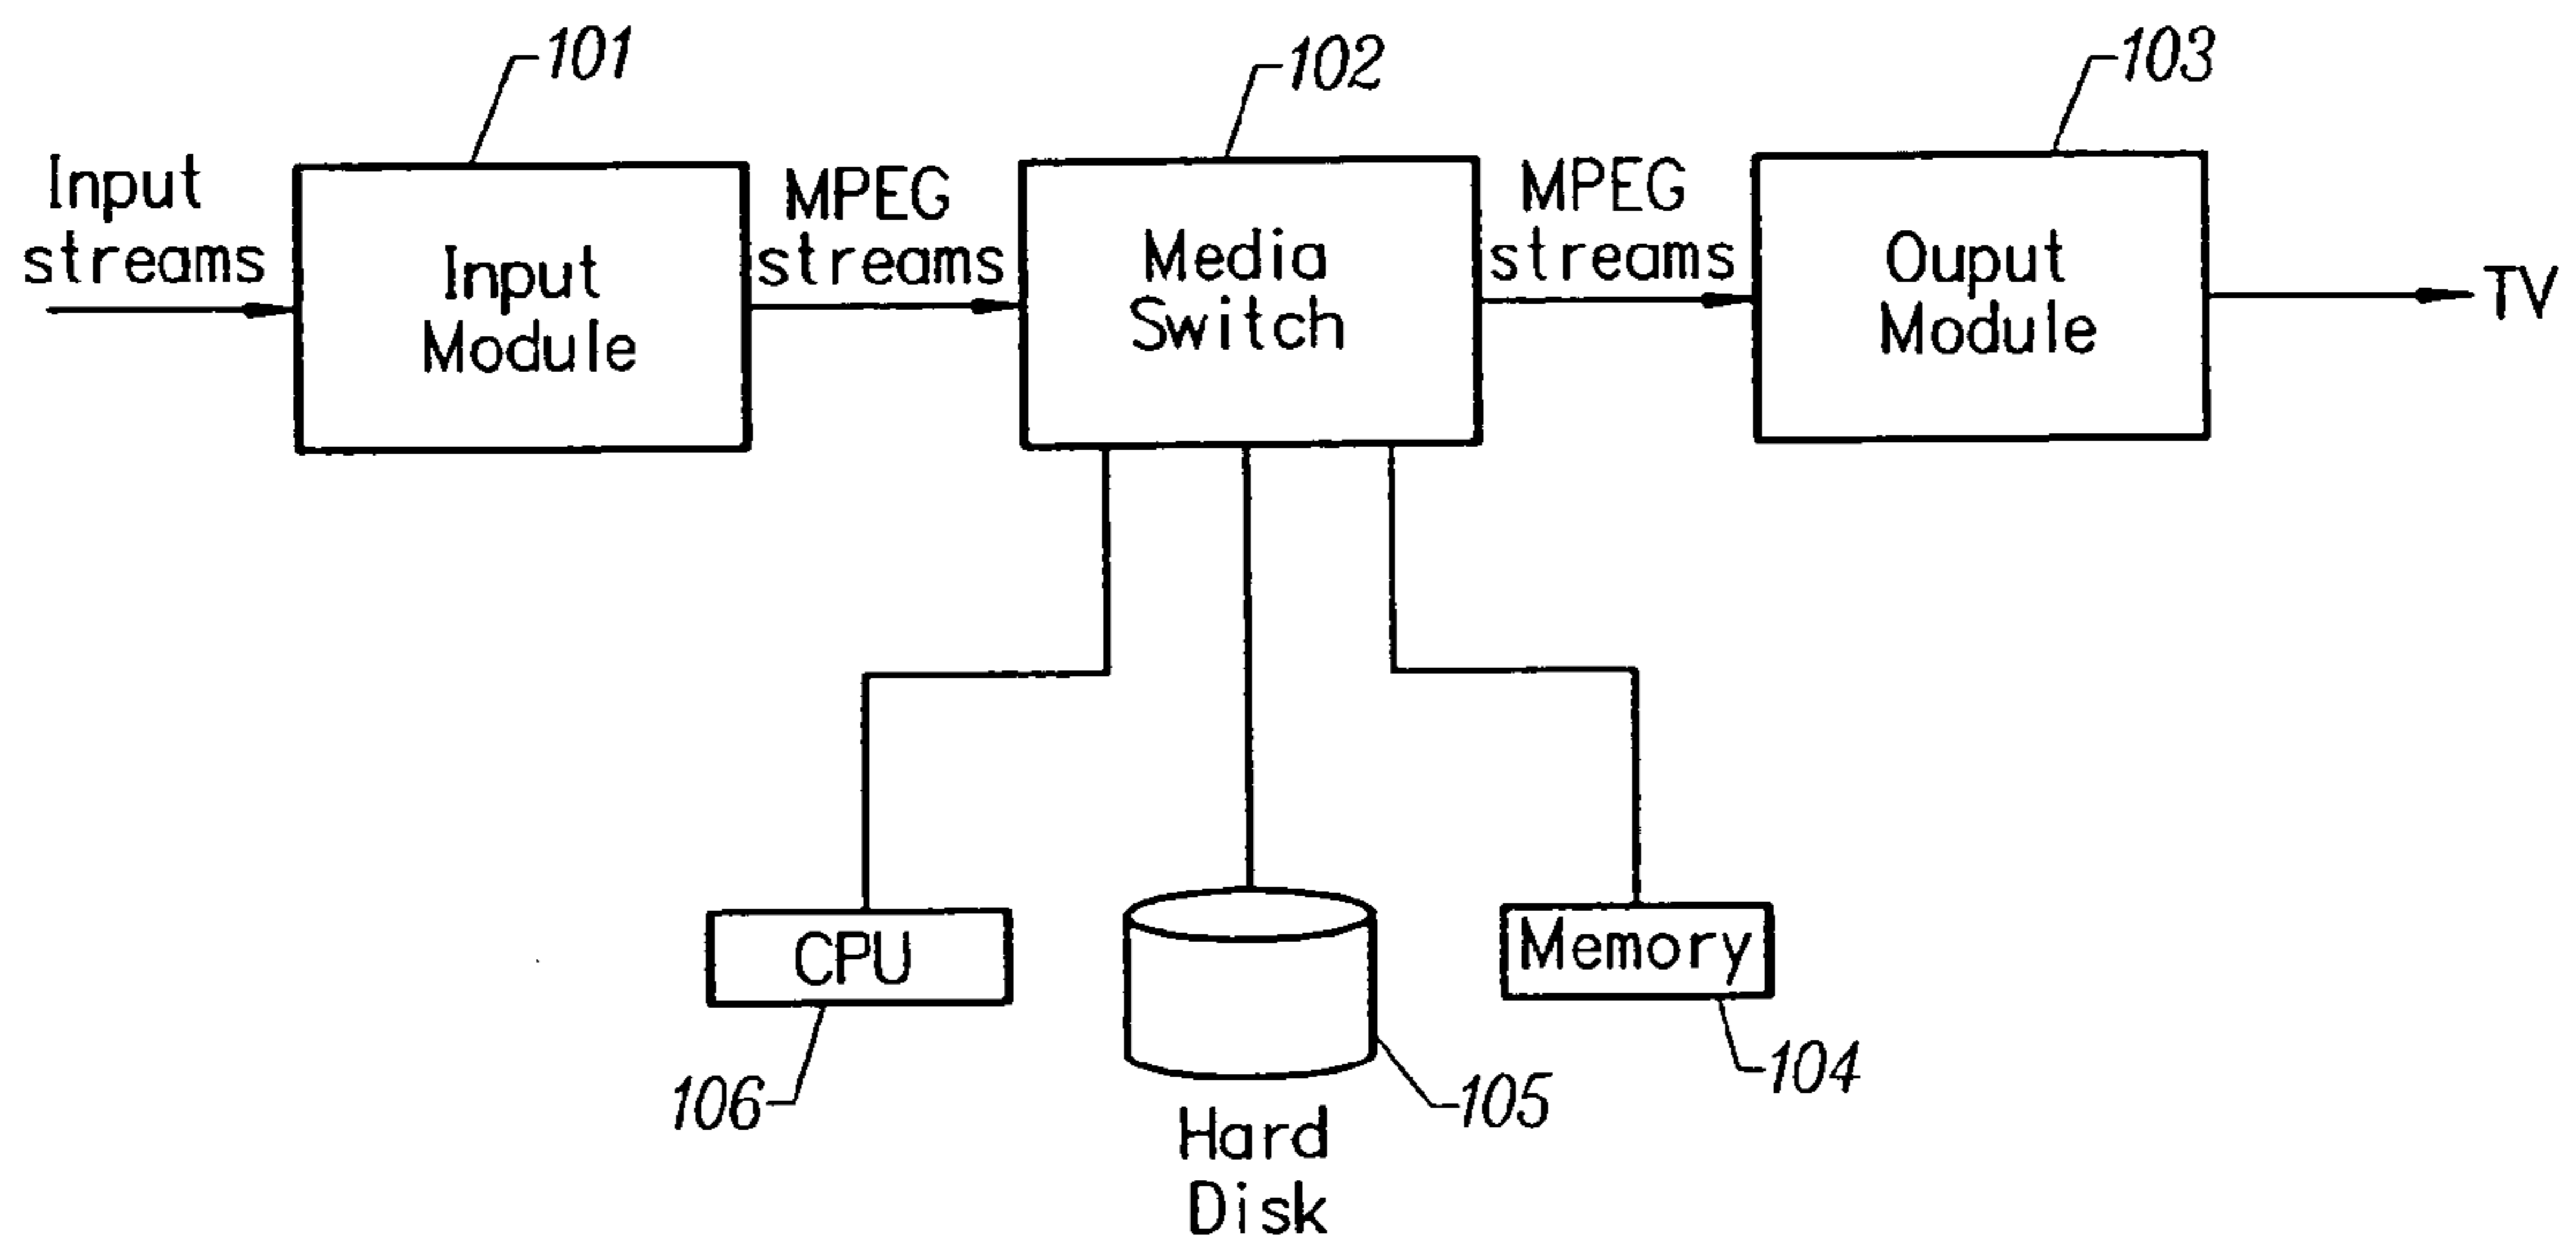 101
102
103
Input
streams
Input
Module
MPEG
streams
Media
Switch
MPEG
streams
Ouput
Module
TV
CPU
106
Hard
Disk
105
Memory
104